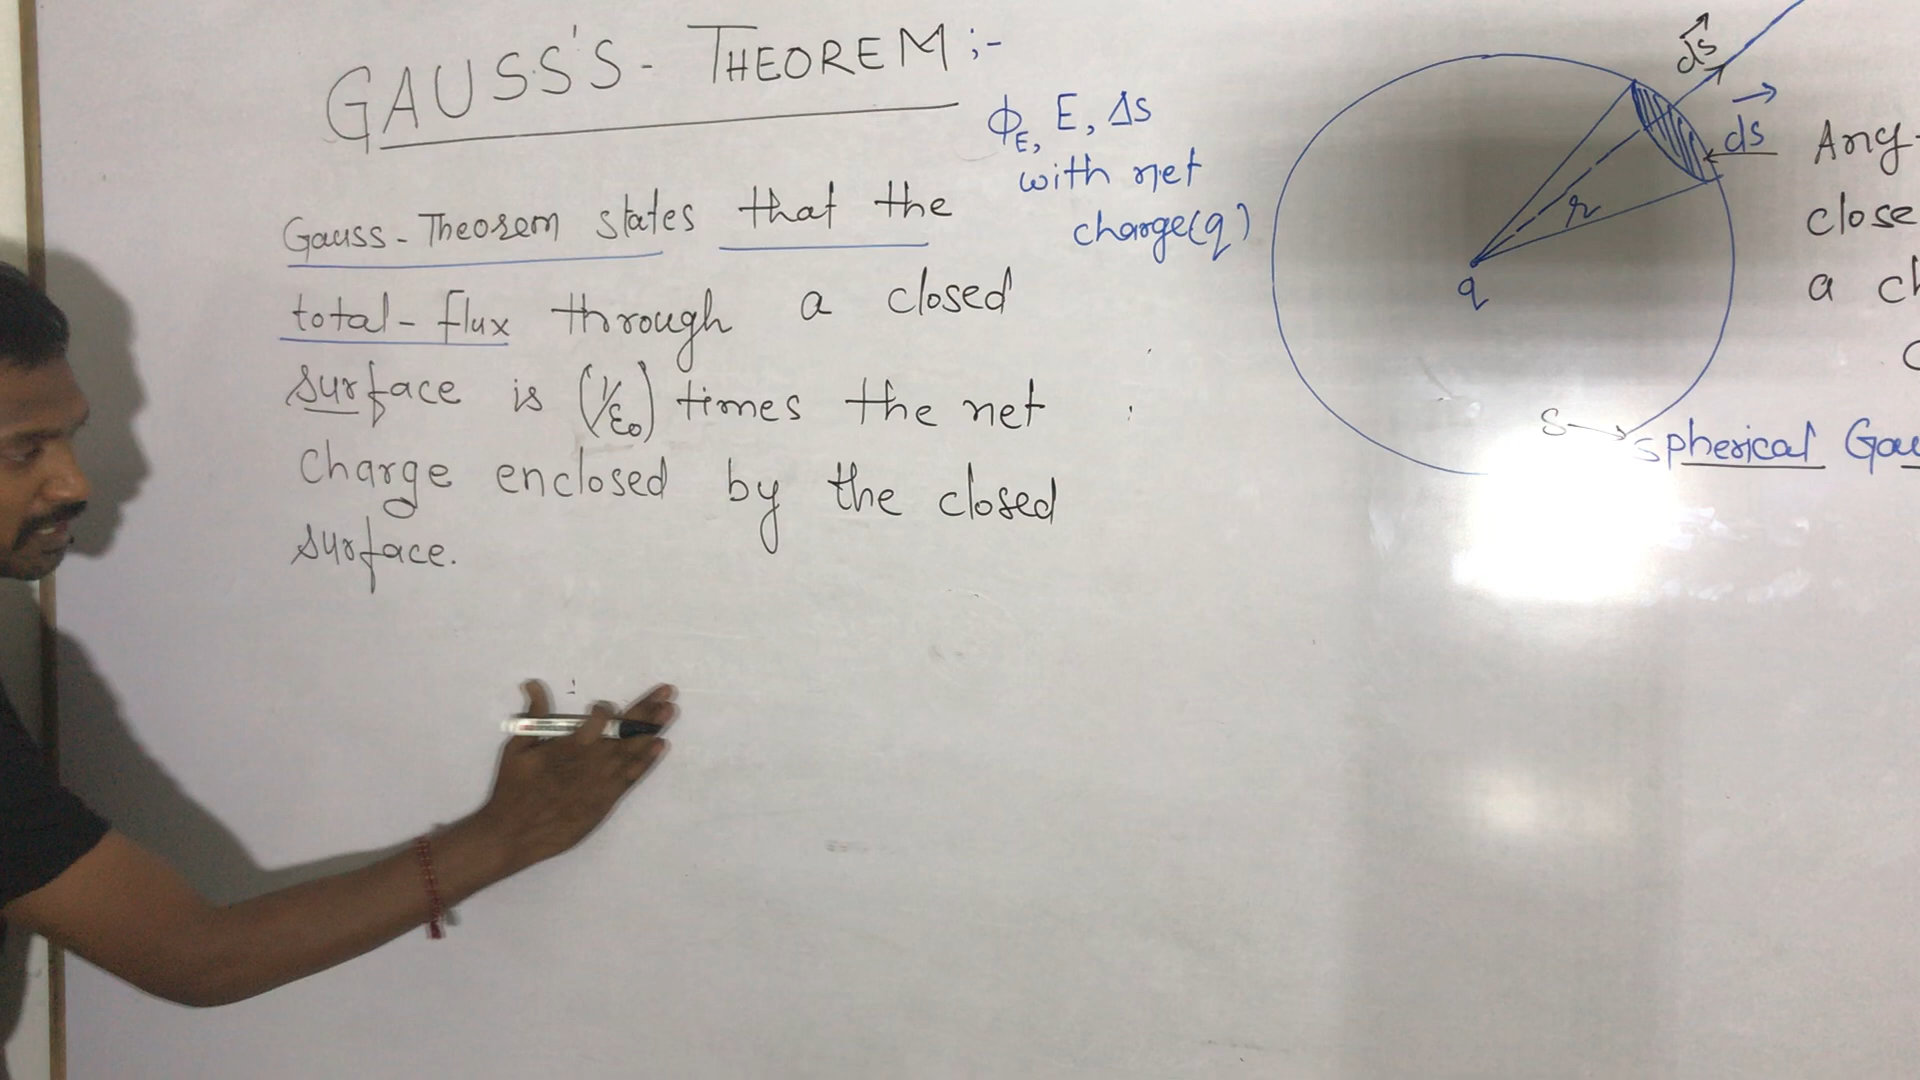 GAUSS'S - THEOREM :-
Φ_E, E, Δs
with net
charge(q)
Gauss - Theorem states that the
total - flux through a closed
surface is (1/ε₀) times the net
charge enclosed by the closed
surface.
ds
ds
r
q
Any
close
a ch
S → spherical Gau